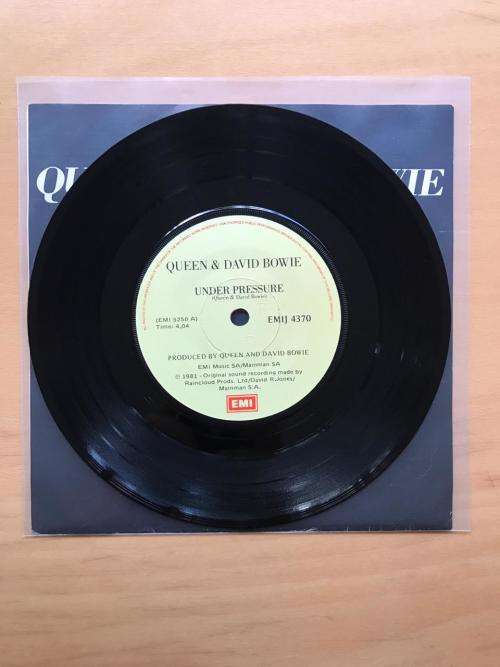 QU WIE
QUEEN & DAVID BOWIE
UNDER PRESSURE
(Queen & David Bowie)
(EMI 5250 A)
Time: 4,04
EMIJ 4370
PRODUCED BY QUEEN AND DAVID BOWIE
EMI Music SA/Mainman SA
℗ 1981 - Original sound recording made by
Raincloud Prods. Ltd/David R.Jones/
Mainman S.A.
EMI